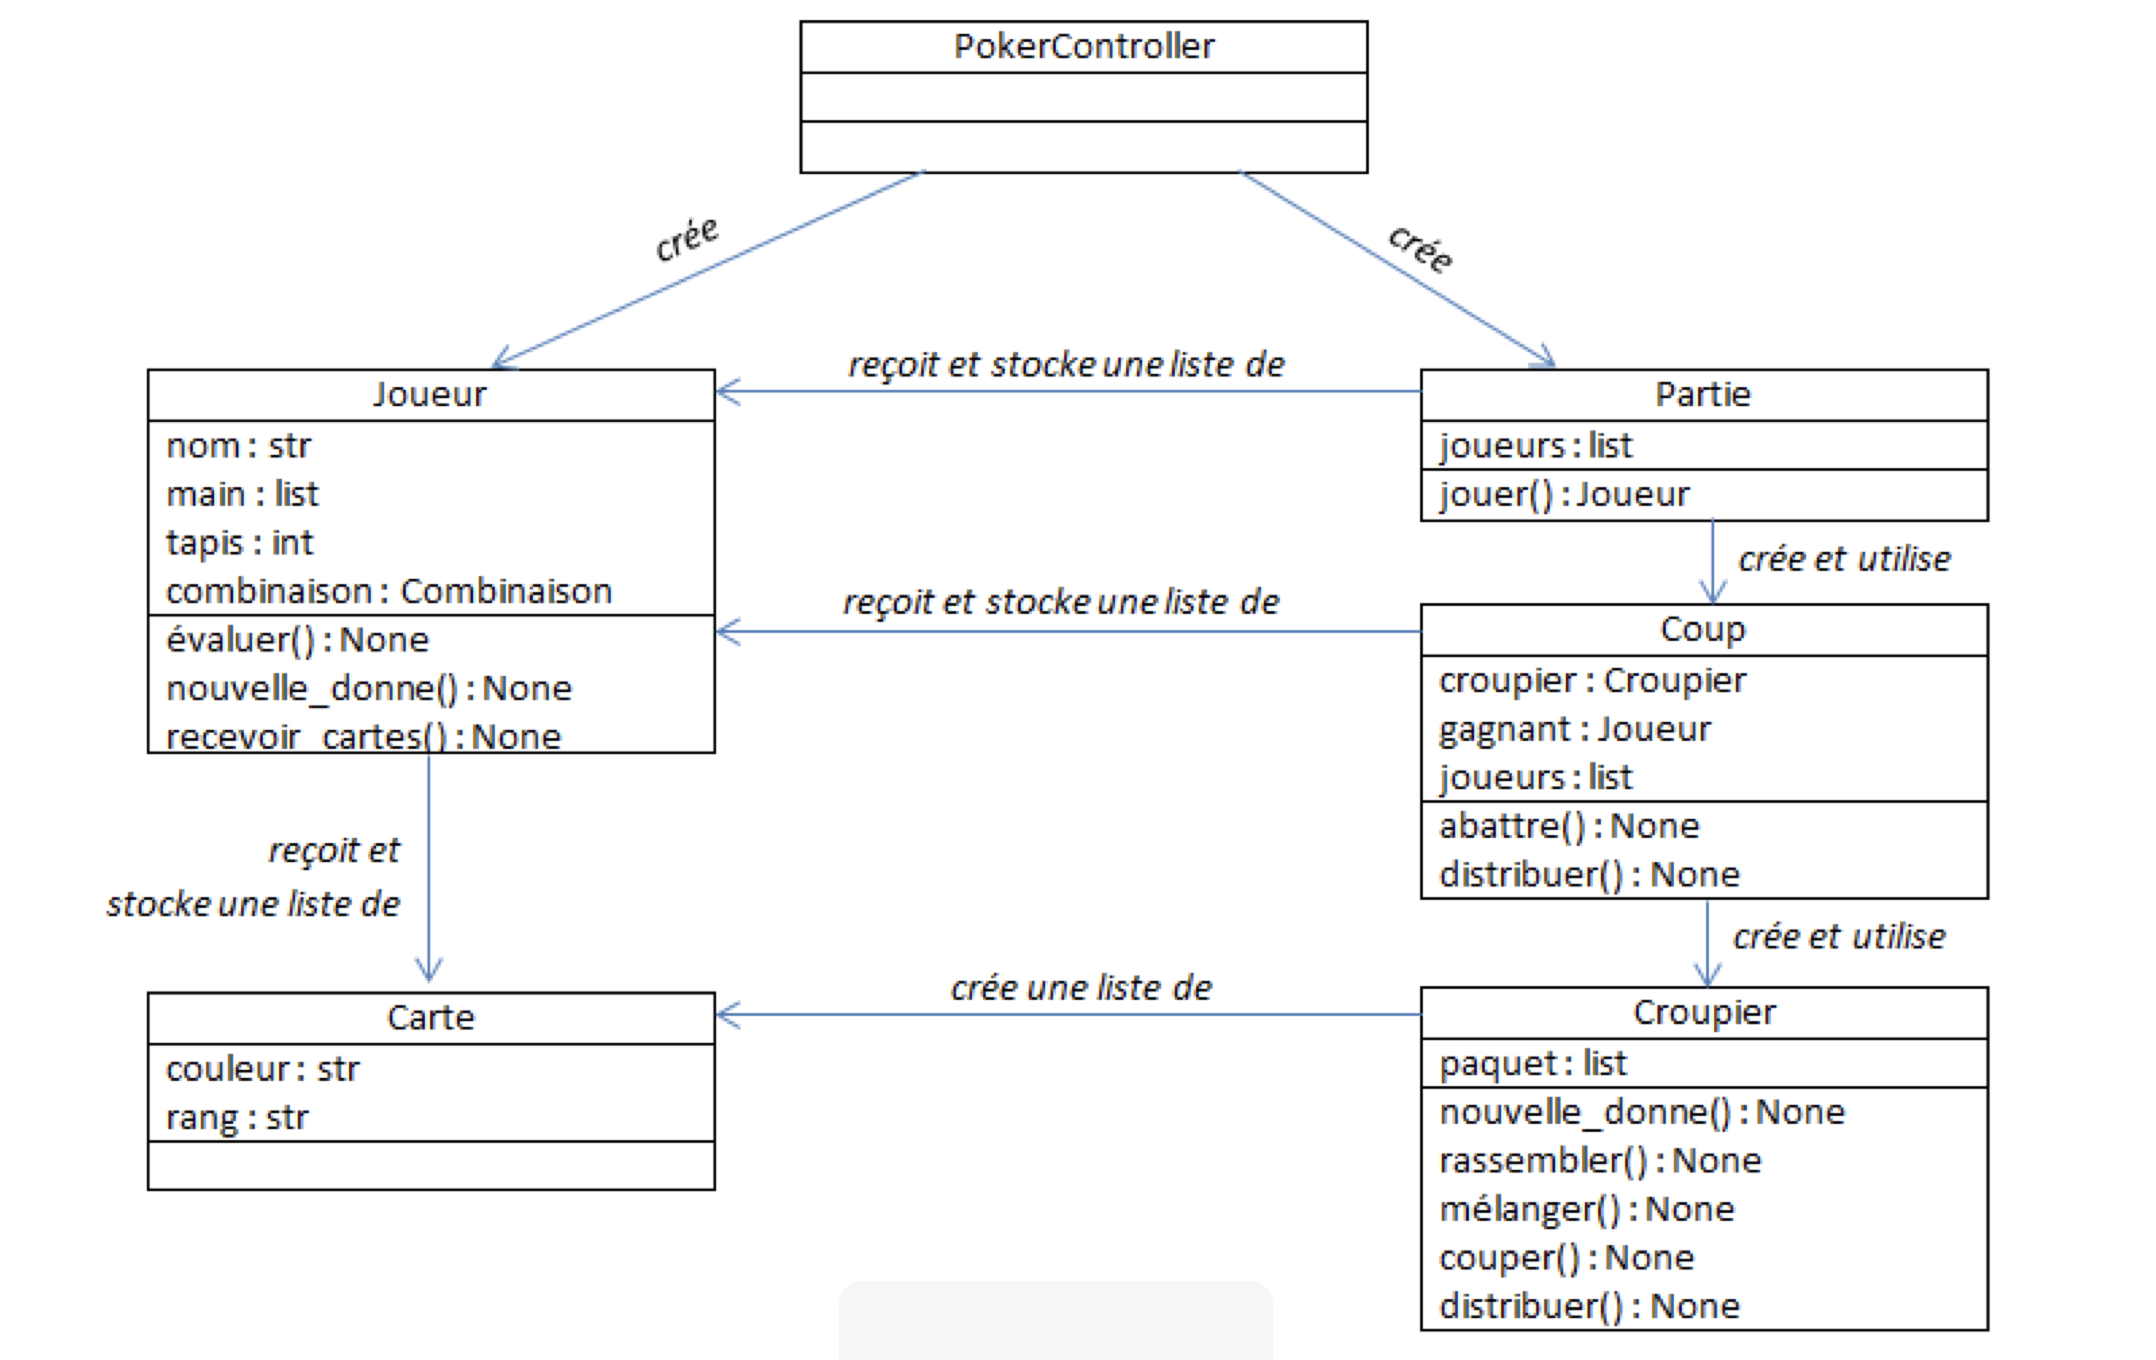 PokerController
crée
crée
reçoit et stocke une liste de
Joueur
nom : str
main : list
tapis : int
combinaison : Combinaison
évaluer() : None
nouvelle_donne() : None
recevoir_cartes() : None
Partie
joueurs : list
jouer() : Joueur
crée et utilise
reçoit et stocke une liste de
Coup
croupier : Croupier
gagnant : Joueur
joueurs : list
abattre() : None
distribuer() : None
reçoit et
stocke une liste de
crée et utilise
crée une liste de
Carte
couleur : str
rang : str
Croupier
paquet : list
nouvelle_donne() : None
rassembler() : None
mélanger() : None
couper() : None
distribuer() : None